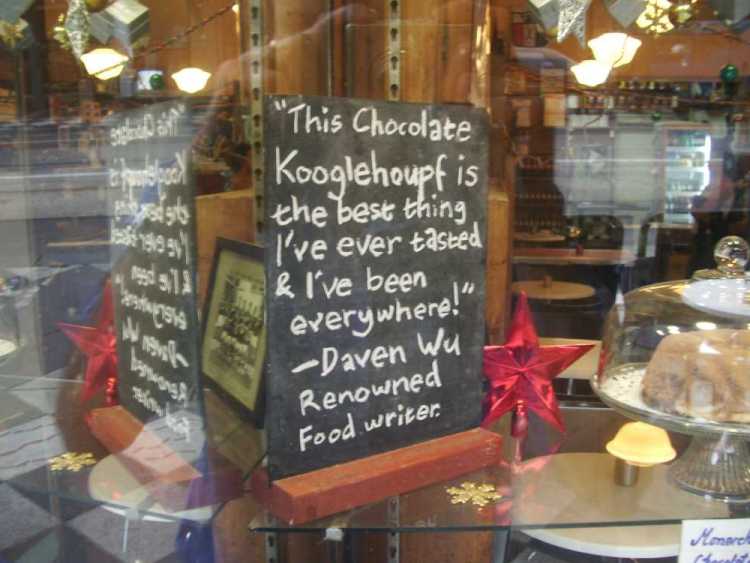 "This Chocolate
Kooglehoupf is
the best thing
I've ever tasted
& I've been
everywhere!"
—Daven Wu
Renowned
Food writer.
Monarch
Chocolate